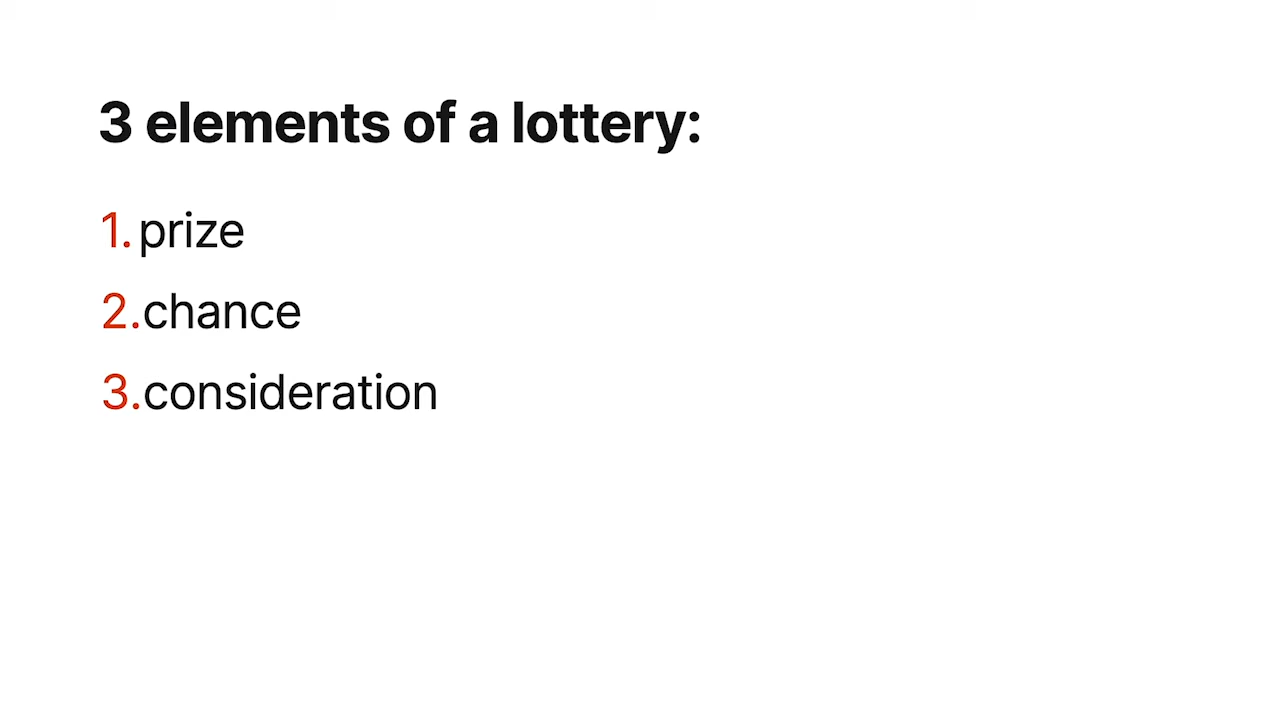 3 elements of a lottery:
1. prize
2. chance
3. consideration